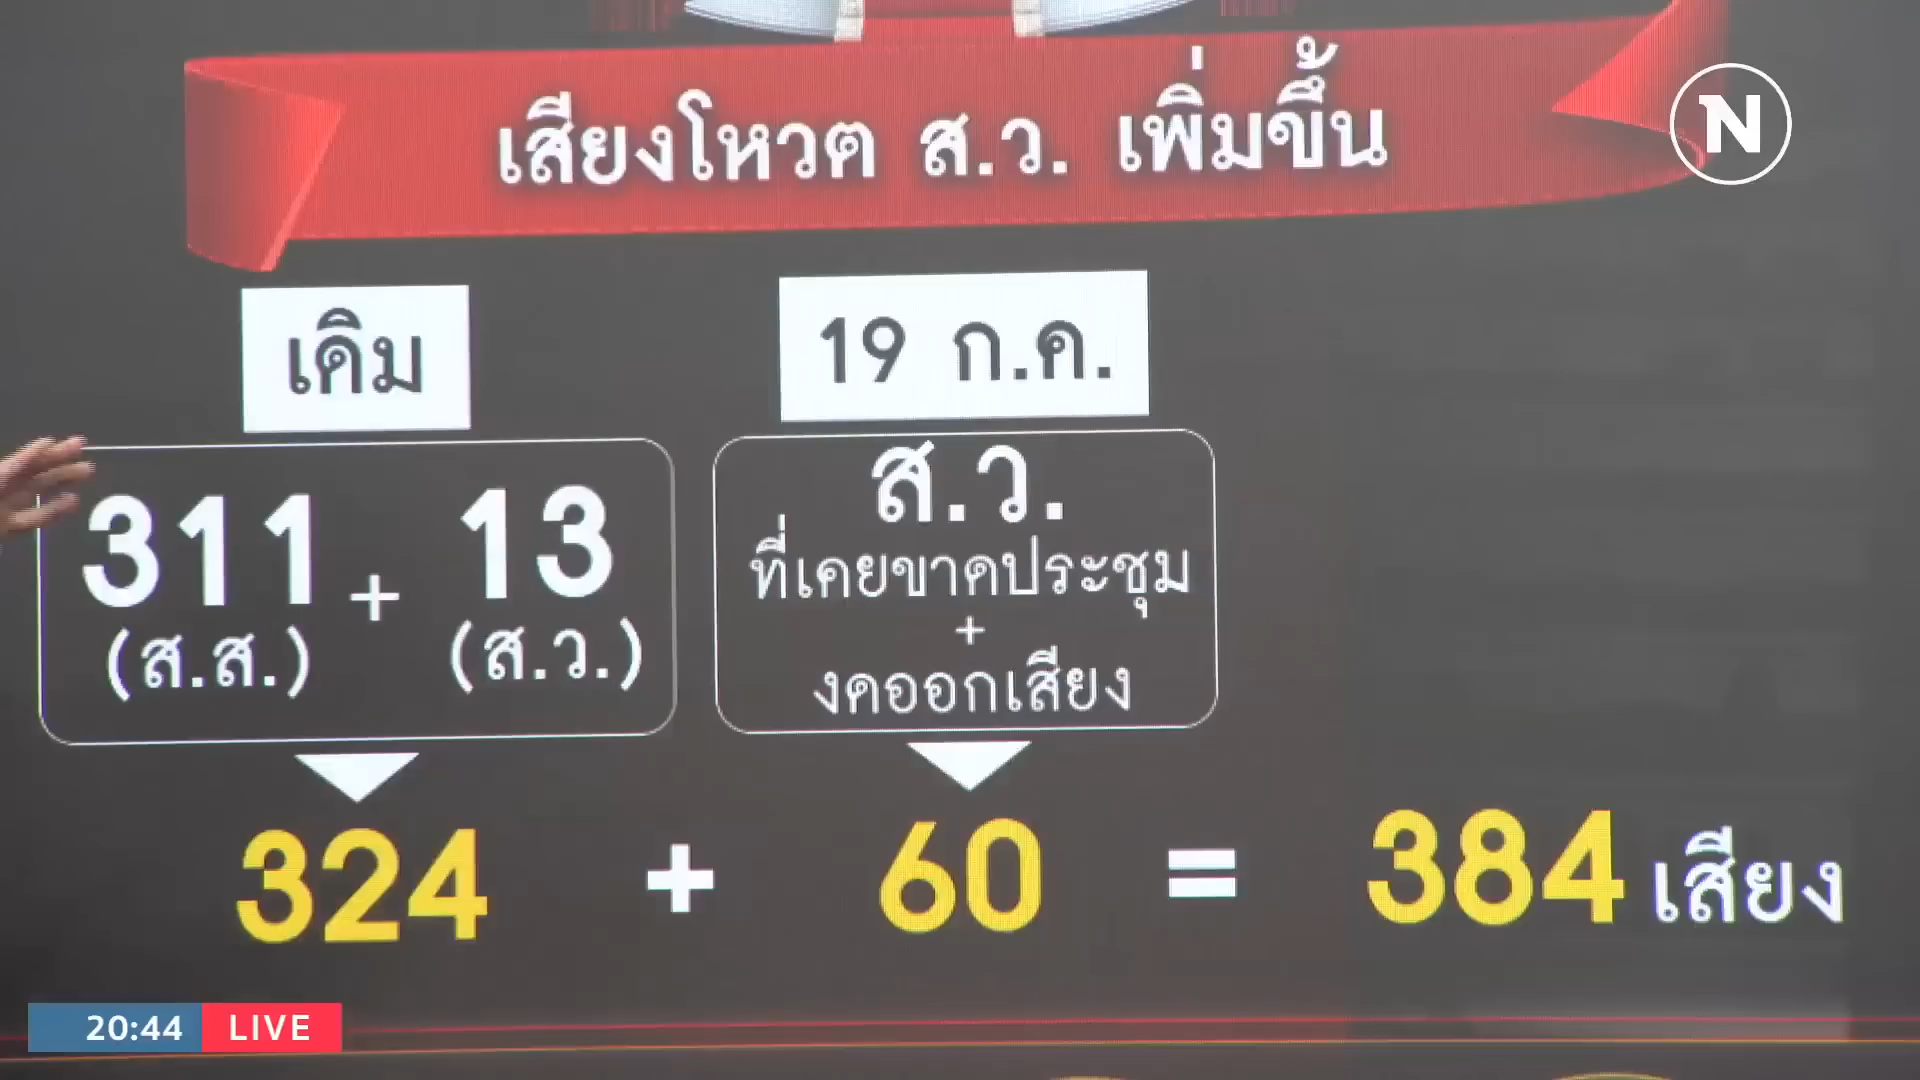 เสียงโหวต ส.ว. เพิ่มขึ้น
N
เดิม
19 ก.ค.
311 + 13
(ส.ส.) (ส.ว.)
ส.ว.
ที่เคยขาดประชุม
+
งดออกเสียง
324 + 60 = 384 เสียง
20:44 LIVE